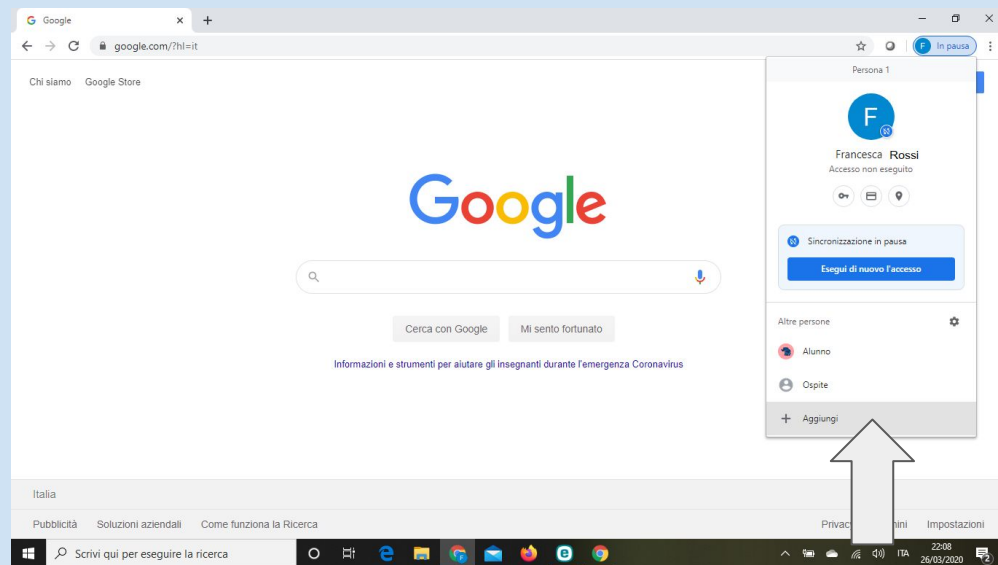 Google
google.com/?hl=it
F In pausa
Chi siamo Google Store
Persona 1
F
Francesca Rossi
Accesso non eseguito
Google
Sincronizzazione in pausa
Esegui di nuovo l'accesso
Cerca con Google Mi sento fortunato
Altre persone
Informazioni e strumenti per aiutare gli insegnanti durante l'emergenza Coronavirus
Alunno
Ospite
+ Aggiungi
Italia
Pubblicità Soluzioni aziendali Come funziona la Ricerca Impostazioni
Scrivi qui per eseguire la ricerca
ITA
22:08
26/03/2020
2